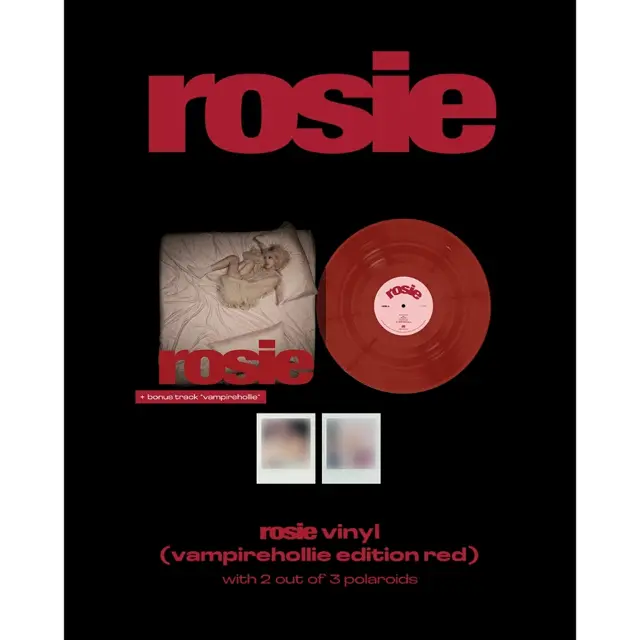 rosie
rosie
rosie
+ bonus track "vampirehollie"
rosie vinyl
(vampirehollie edition red)
with 2 out of 3 polaroids